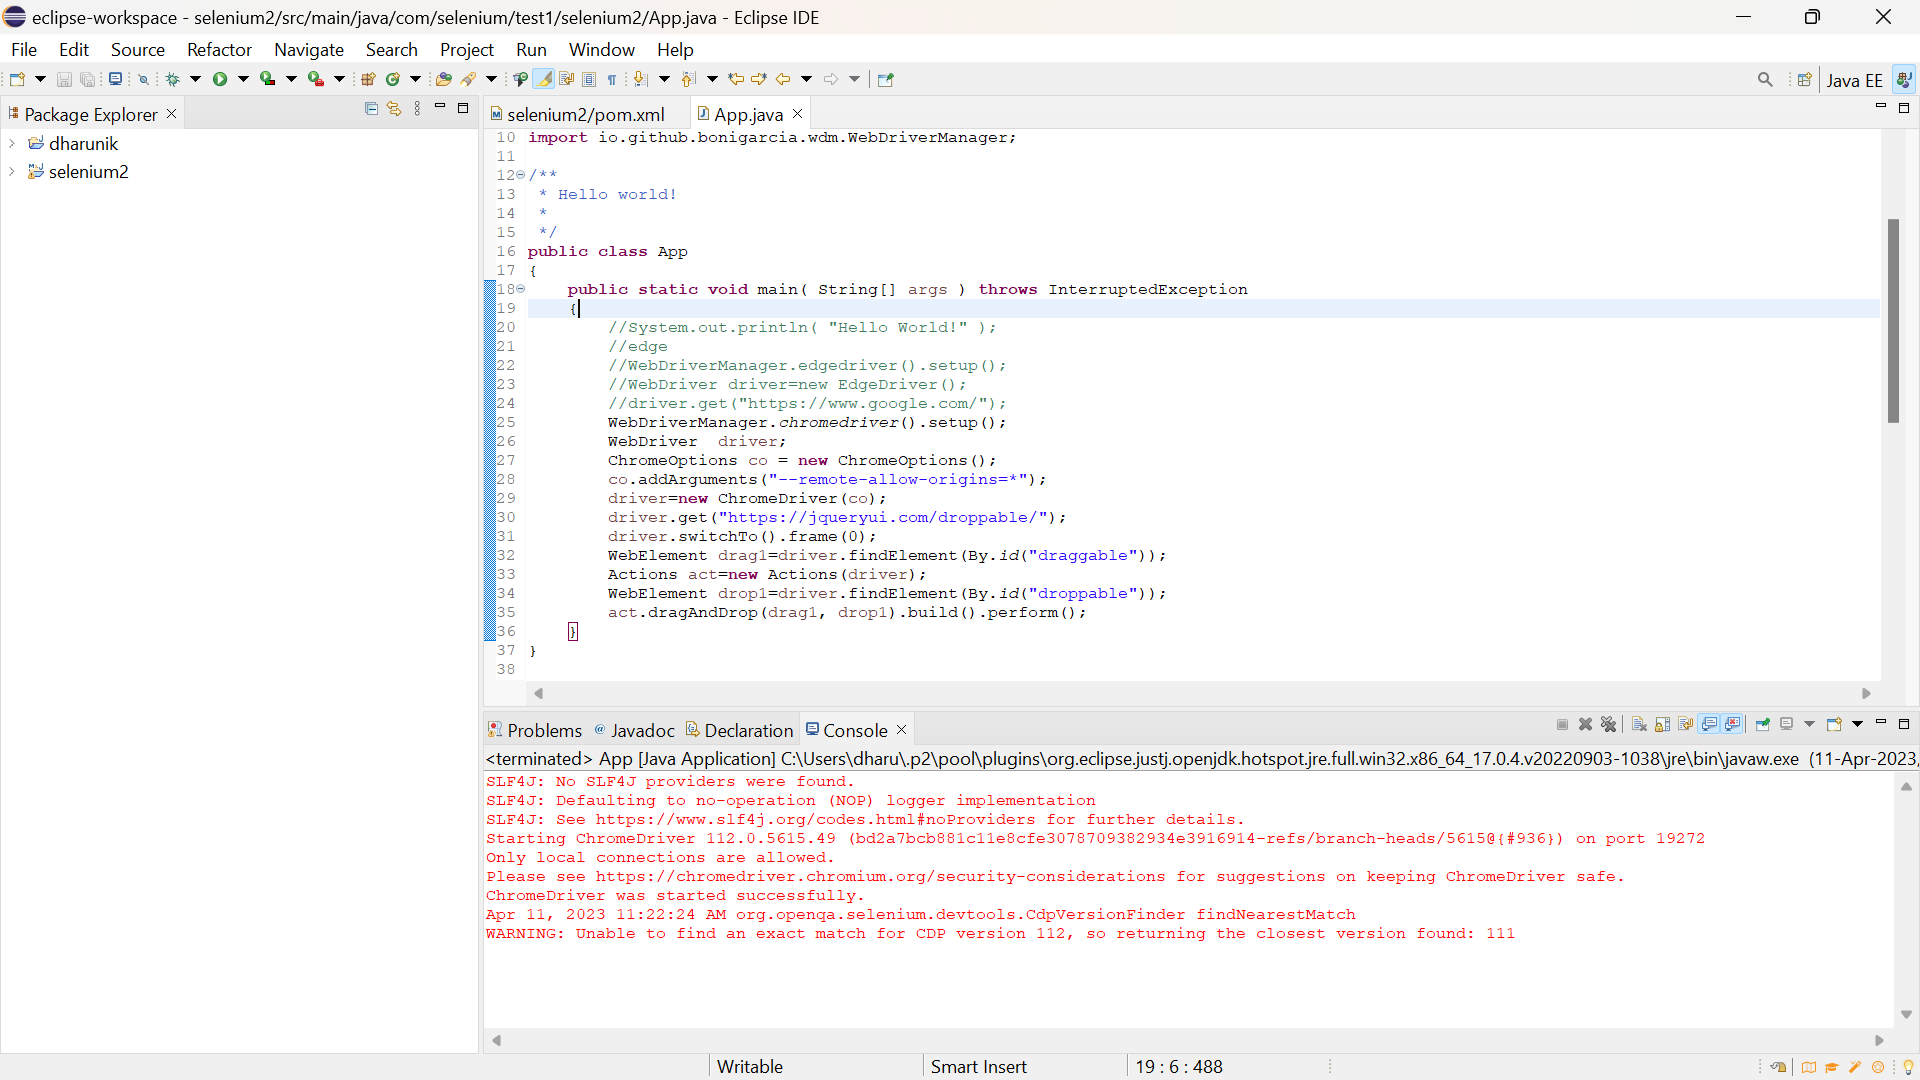 eclipse-workspace - selenium2/src/main/java/com/selenium/test1/selenium2/App.java - Eclipse IDE
File Edit Source Refactor Navigate Search Project Run Window Help
Java EE
Package Explorer
dharunik
selenium2
selenium2/pom.xml App.java
10 import io.github.bonigarcia.wdm.WebDriverManager;
11
12 /**
13 * Hello world!
14 *
15 */
16 public class App
17 {
18 public static void main( String[] args ) throws InterruptedException
19 {
20 //System.out.println( "Hello World!" );
21 //edge
22 //WebDriverManager.edgedriver().setup();
23 //WebDriver driver=new EdgeDriver();
24 //driver.get("https://www.google.com/");
25 WebDriverManager.chromedriver().setup();
26 WebDriver driver;
27 ChromeOptions co = new ChromeOptions();
28 co.addArguments("--remote-allow-origins=*");
29 driver=new ChromeDriver(co);
30 driver.get("https://jqueryui.com/droppable/");
31 driver.switchTo().frame(0);
32 WebElement drag1=driver.findElement(By.id("draggable"));
33 Actions act=new Actions(driver);
34 WebElement drop1=driver.findElement(By.id("droppable"));
35 act.dragAndDrop(drag1, drop1).build().perform();
36 }
37 }
38
Problems Javadoc Declaration Console
<terminated> App [Java Application] C:\Users\dharu\.p2\pool\plugins\org.eclipse.justj.openjdk.hotspot.jre.full.win32.x86_64_17.0.4.v20220903-1038\jre\bin\javaw.exe (11-Apr-2023,
SLF4J: No SLF4J providers were found.
SLF4J: Defaulting to no-operation (NOP) logger implementation
SLF4J: See https://www.slf4j.org/codes.html#noProviders for further details.
Starting ChromeDriver 112.0.5615.49 (bd2a7bcb881c11e8cfe3078709382934e3916914-refs/branch-heads/5615@{#936}) on port 19272
Only local connections are allowed.
Please see https://chromedriver.chromium.org/security-considerations for suggestions on keeping ChromeDriver safe.
ChromeDriver was started successfully.
Apr 11, 2023 11:22:24 AM org.openqa.selenium.devtools.CdpVersionFinder findNearestMatch
WARNING: Unable to find an exact match for CDP version 112, so returning the closest version found: 111
Writable Smart Insert 19 : 6 : 488